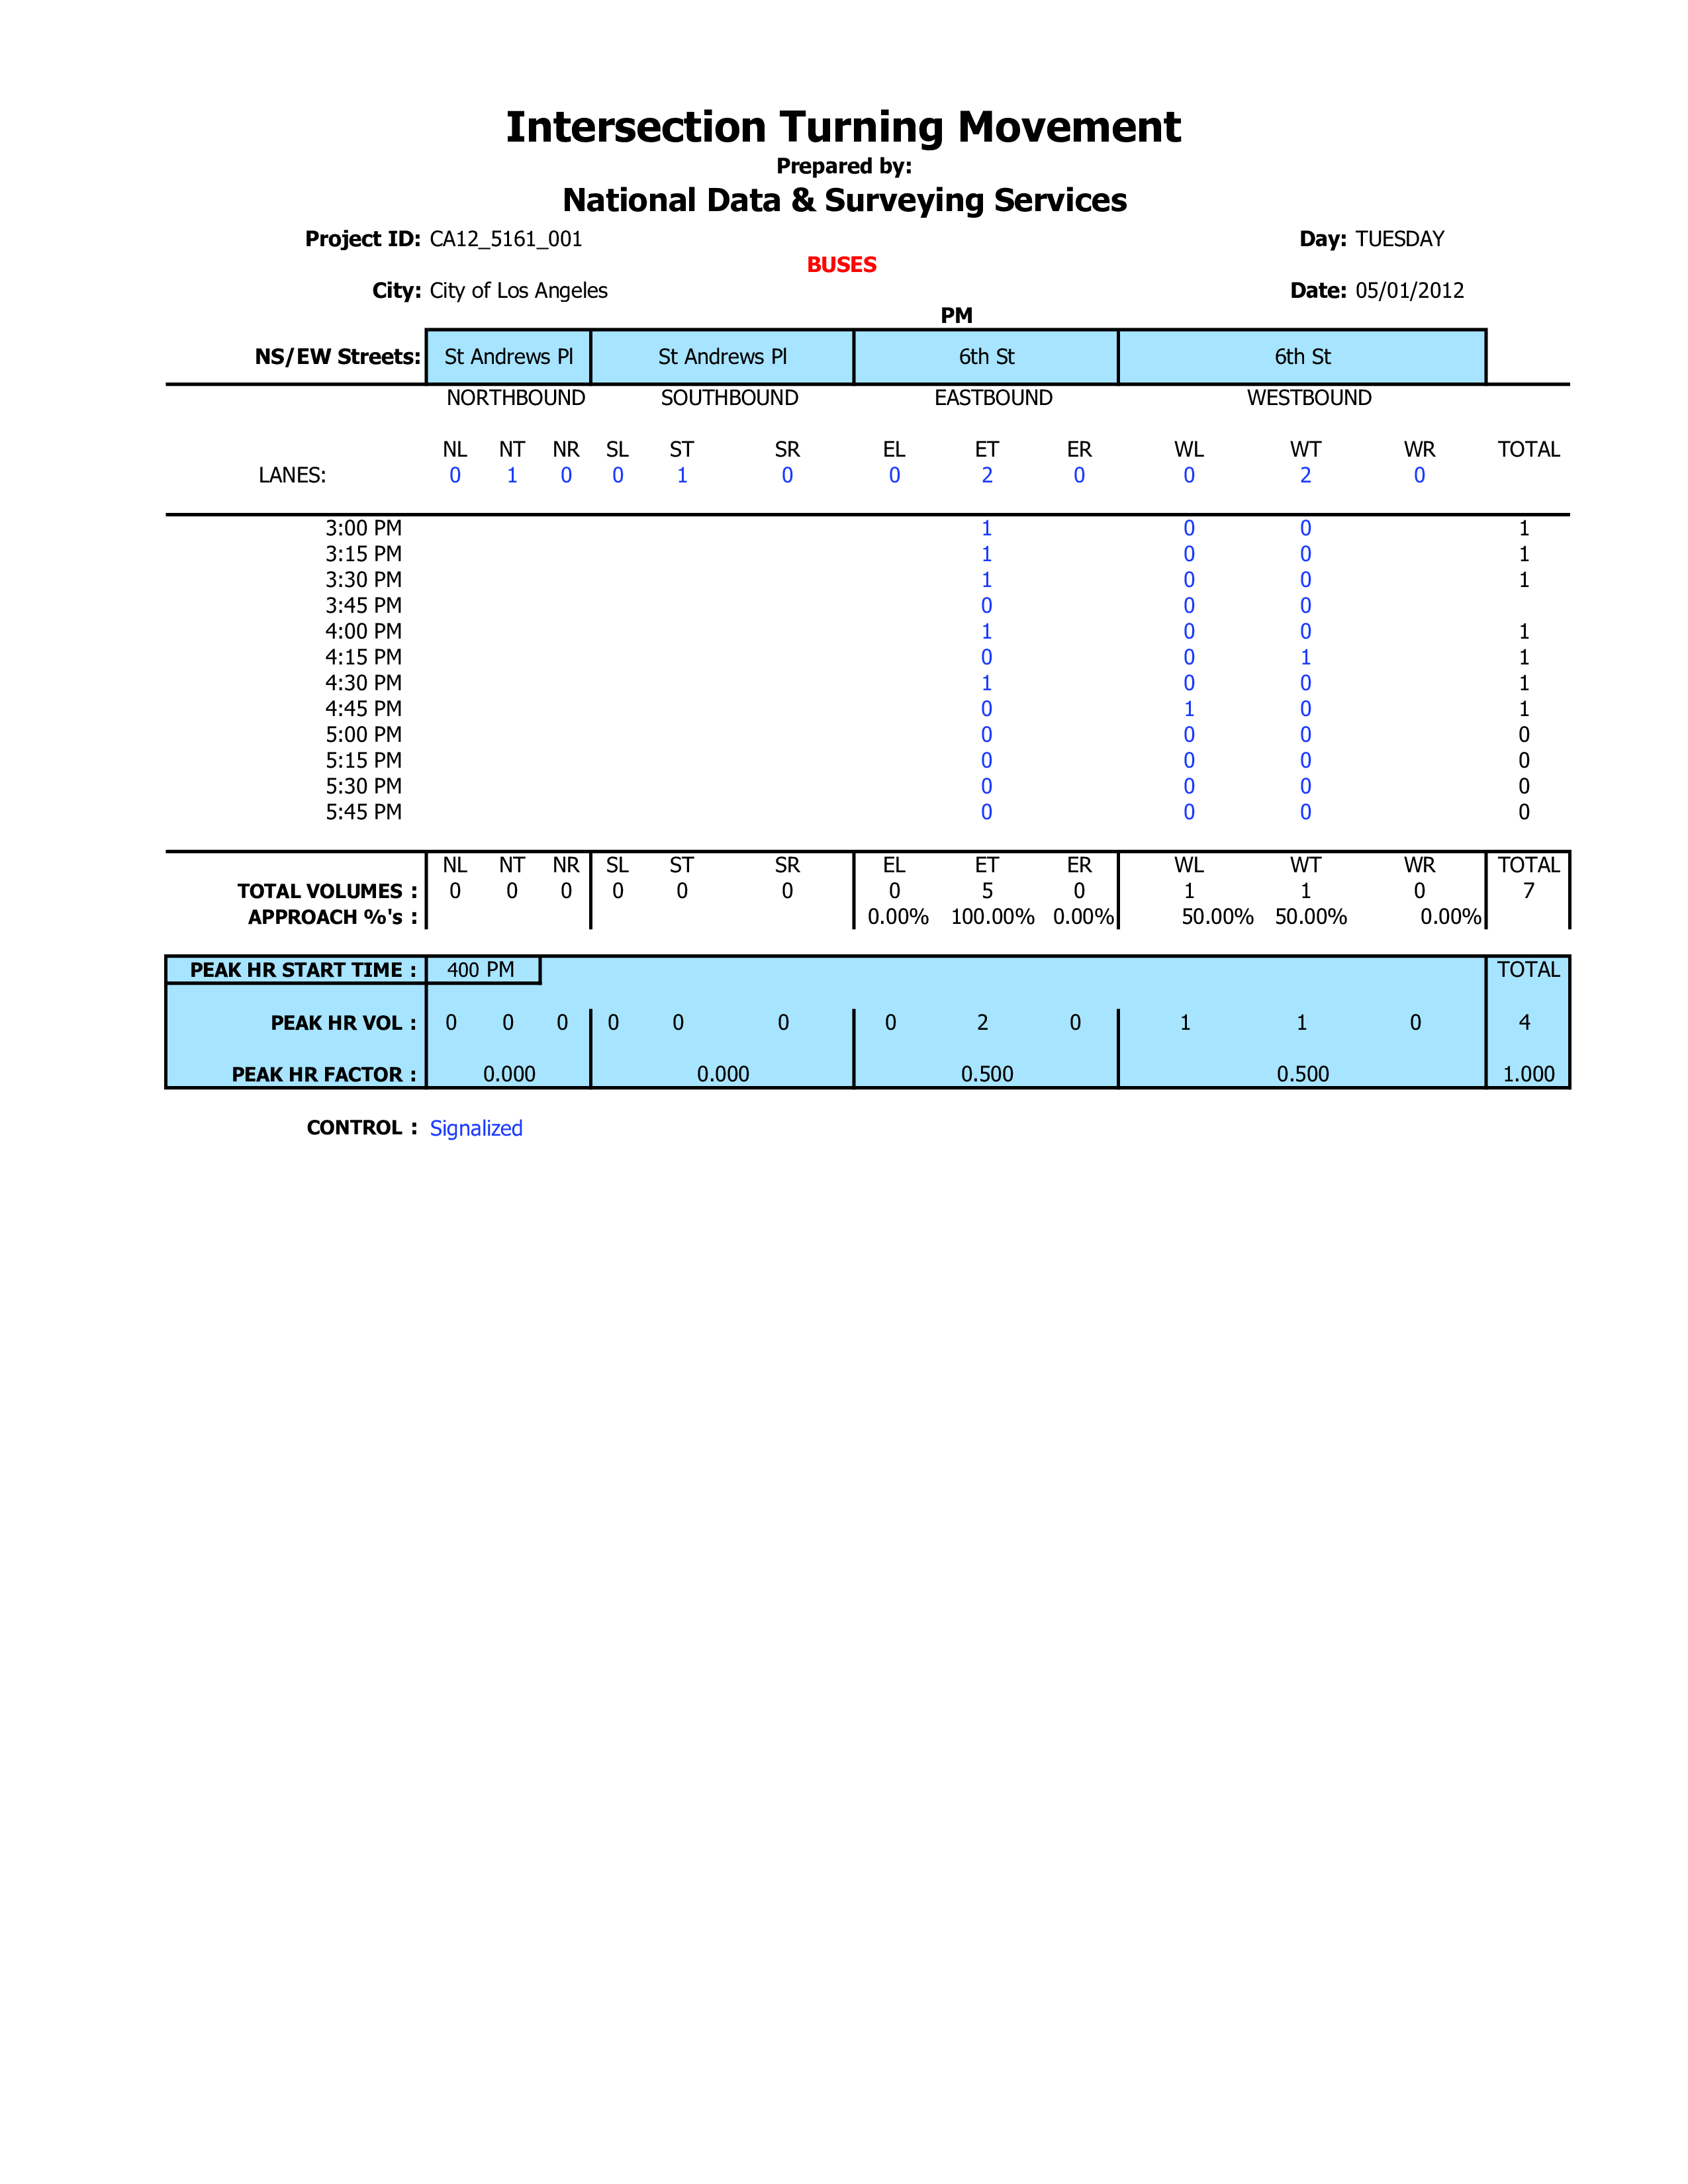 Intersection Turning Movement
Prepared by:
National Data & Surveying Services
Project ID: CA12_5161_001 Day: TUESDAY
BUSES
City: City of Los Angeles Date: 05/01/2012
PM
NS/EW Streets: St Andrews Pl St Andrews Pl 6th St 6th St
NORTHBOUND SOUTHBOUND EASTBOUND WESTBOUND
NL NT NR SL ST SR EL ET ER WL WT WR TOTAL
LANES: 0 1 0 0 1 0 0 2 0 0 2 0
3:00 PM 1 0 0 1
3:15 PM 1 0 0 1
3:30 PM 1 0 0 1
3:45 PM 0 0 0
4:00 PM 1 0 0 1
4:15 PM 0 0 1 1
4:30 PM 1 0 0 1
4:45 PM 0 1 0 1
5:00 PM 0 0 0 0
5:15 PM 0 0 0 0
5:30 PM 0 0 0 0
5:45 PM 0 0 0 0
NL NT NR SL ST SR EL ET ER WL WT WR TOTAL
TOTAL VOLUMES : 0 0 0 0 0 0 0 5 0 1 1 0 7
APPROACH %'s : 0.00% 100.00% 0.00% 50.00% 50.00% 0.00%
PEAK HR START TIME : 400 PM TOTAL
PEAK HR VOL : 0 0 0 0 0 0 0 2 0 1 1 0 4
PEAK HR FACTOR : 0.000 0.000 0.500 0.500 1.000
CONTROL : Signalized